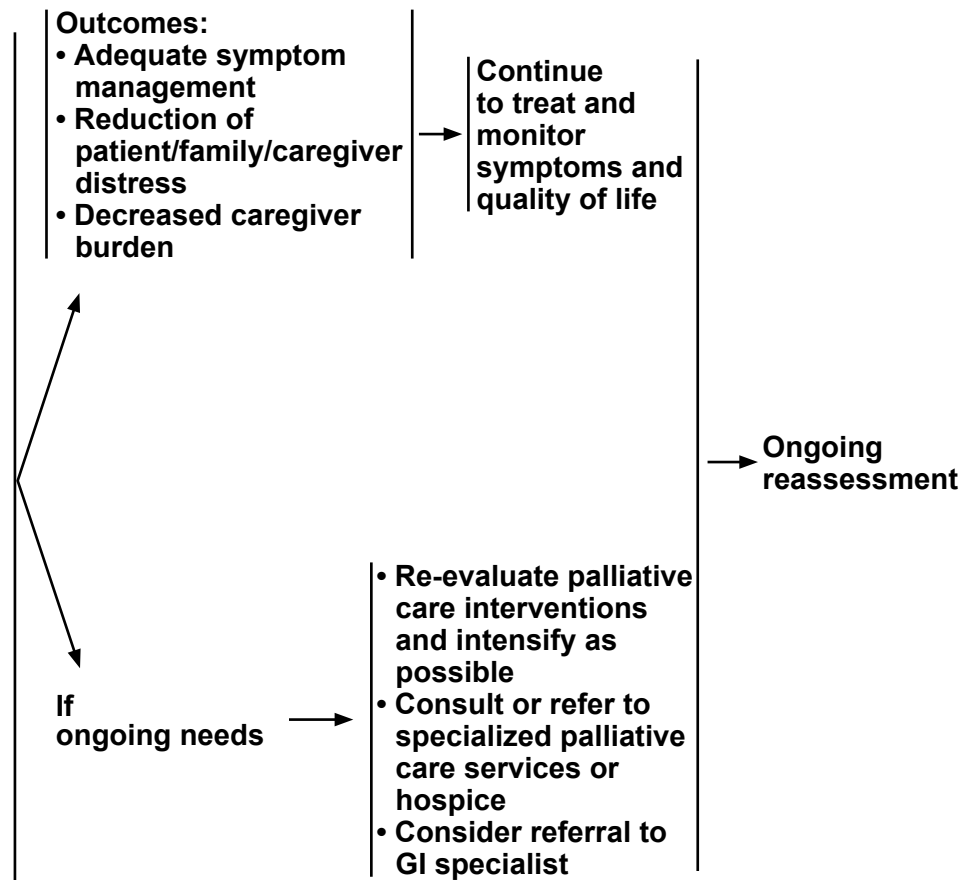 Outcomes:
• Adequate symptom
management
• Reduction of
patient/family/caregiver
distress
• Decreased caregiver
burden
Continue
to treat and
monitor
symptoms and
quality of life
If
ongoing needs
• Re-evaluate palliative
care interventions
and intensify as
possible
• Consult or refer to
specialized palliative
care services or
hospice
• Consider referral to
GI specialist
Ongoing
reassessment